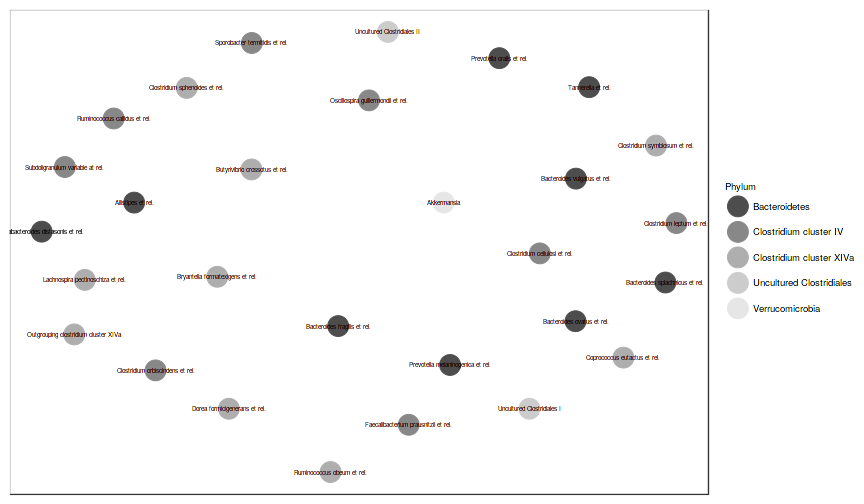 Uncultured Clostridiales II
Sporobacter termitidis et rel.
Prevotella oralis et rel.
Clostridium sphenoides et rel.
Tannerella et rel.
Oscillospira guillermondii et rel.
Ruminococcus callidus et rel.
Clostridium symbiosum et rel.
Subdoligranulum variable at rel.
Butyrivibrio crossotus et rel.
Bacteroides vulgatus et rel.
Allistipes et rel.
Akkermansia
Clostridium leptum et rel.
abacteroides distasonis et rel.
Clostridium cellulosi et rel.
Lachnospira pectinoschiza et rel.
Bryantella formatexigens et rel.
Bacteroides splachnicus et rel.
Bacteroides fragilis et rel.
Bacteroides ovatus et rel.
Outgrouping clostridium cluster XIVa
Coprococcus eutactus et rel.
Clostridium orbiscindens et rel.
Prevotella melaninogenica et rel.
Dorea formicigenerans et rel.
Uncultured Clostridiales I
Faecalibacterium prausnitzii et rel.
Ruminococcus obeum et rel.
Phylum
Bacteroidetes
Clostridium cluster IV
Clostridium cluster XIVa
Uncultured Clostridiales
Verrucomicrobia